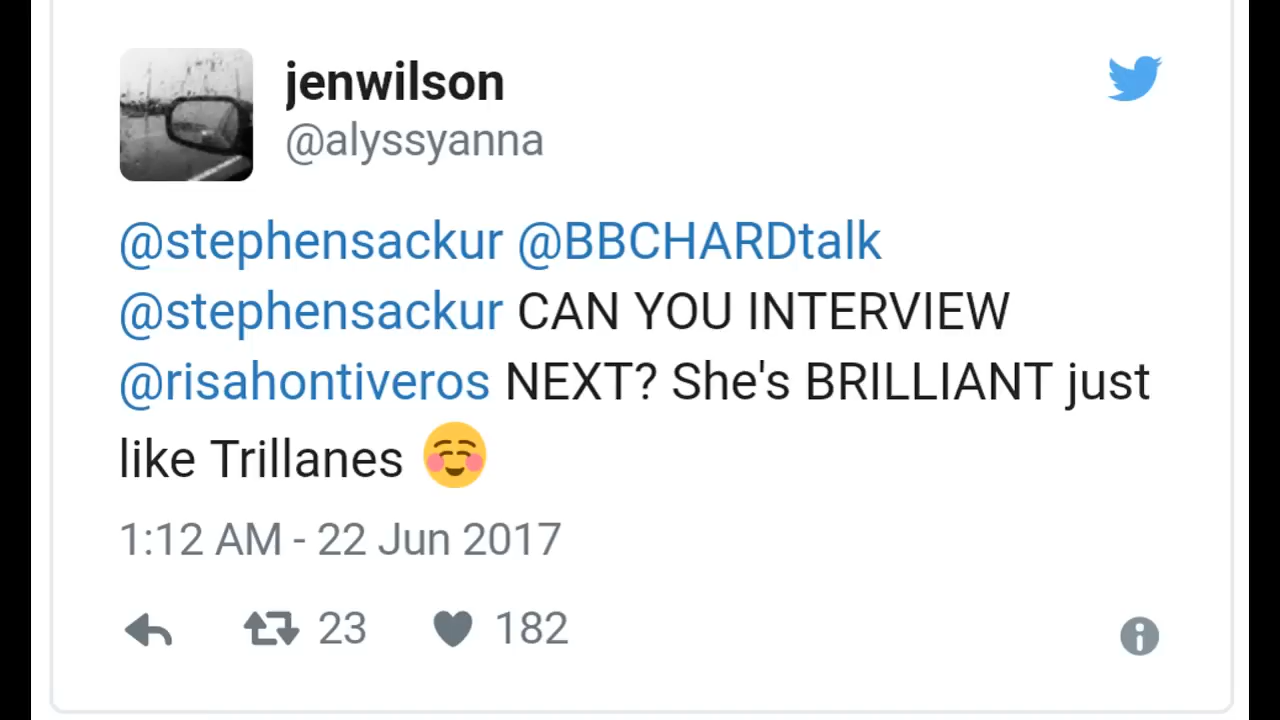 jenwilson
@alyssyanna
@stephensackur @BBCHARDtalk
@stephensackur CAN YOU INTERVIEW
@risahontiveros NEXT? She's BRILLIANT just
like Trillanes ☺️
1:12 AM - 22 Jun 2017
23 182